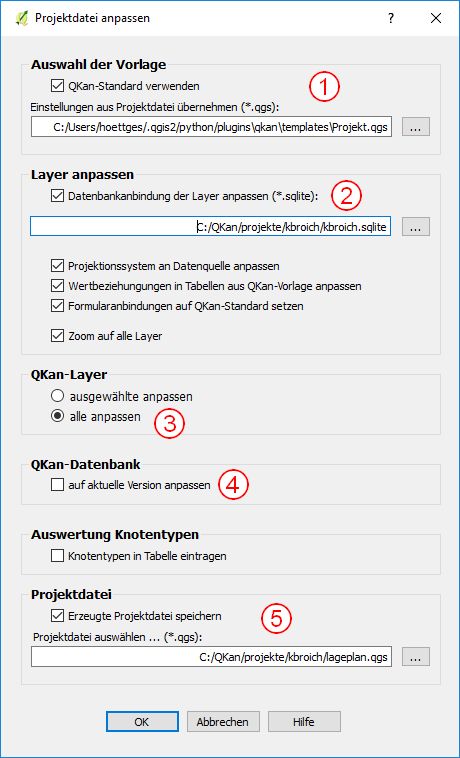 Projektdatei anpassen
Auswahl der Vorlage
QKan-Standard verwenden
1
Einstellungen aus Projektdatei übernehmen (*.qgs):
C:/Users/hoettges/.qgis2/python/plugins\qkan\templates/Projekt.qgs
...
Layer anpassen
Datenbankanbindung der Layer anpassen (*.sqlite):
2
C:/QKan/projekte/kbroich/kbroich.sqlite
...
Projektionssystem an Datenquelle anpassen
Wertbeziehungen in Tabellen aus QKan-Vorlage anpassen
Formularanbindungen auf QKan-Standard setzen
Zoom auf alle Layer
QKan-Layer
ausgewählte anpassen
alle anpassen
3
QKan-Datenbank
auf aktuelle Version anpassen
4
Auswertung Knotentypen
Knotentypen in Tabelle eintragen
Projektdatei
Erzeugte Projektdatei speichern
5
Projektdatei auswählen ... (*.qgs):
C:/QKan/projekte/kbroich/lageplan.qgs
...
OK
Abbrechen
Hilfe